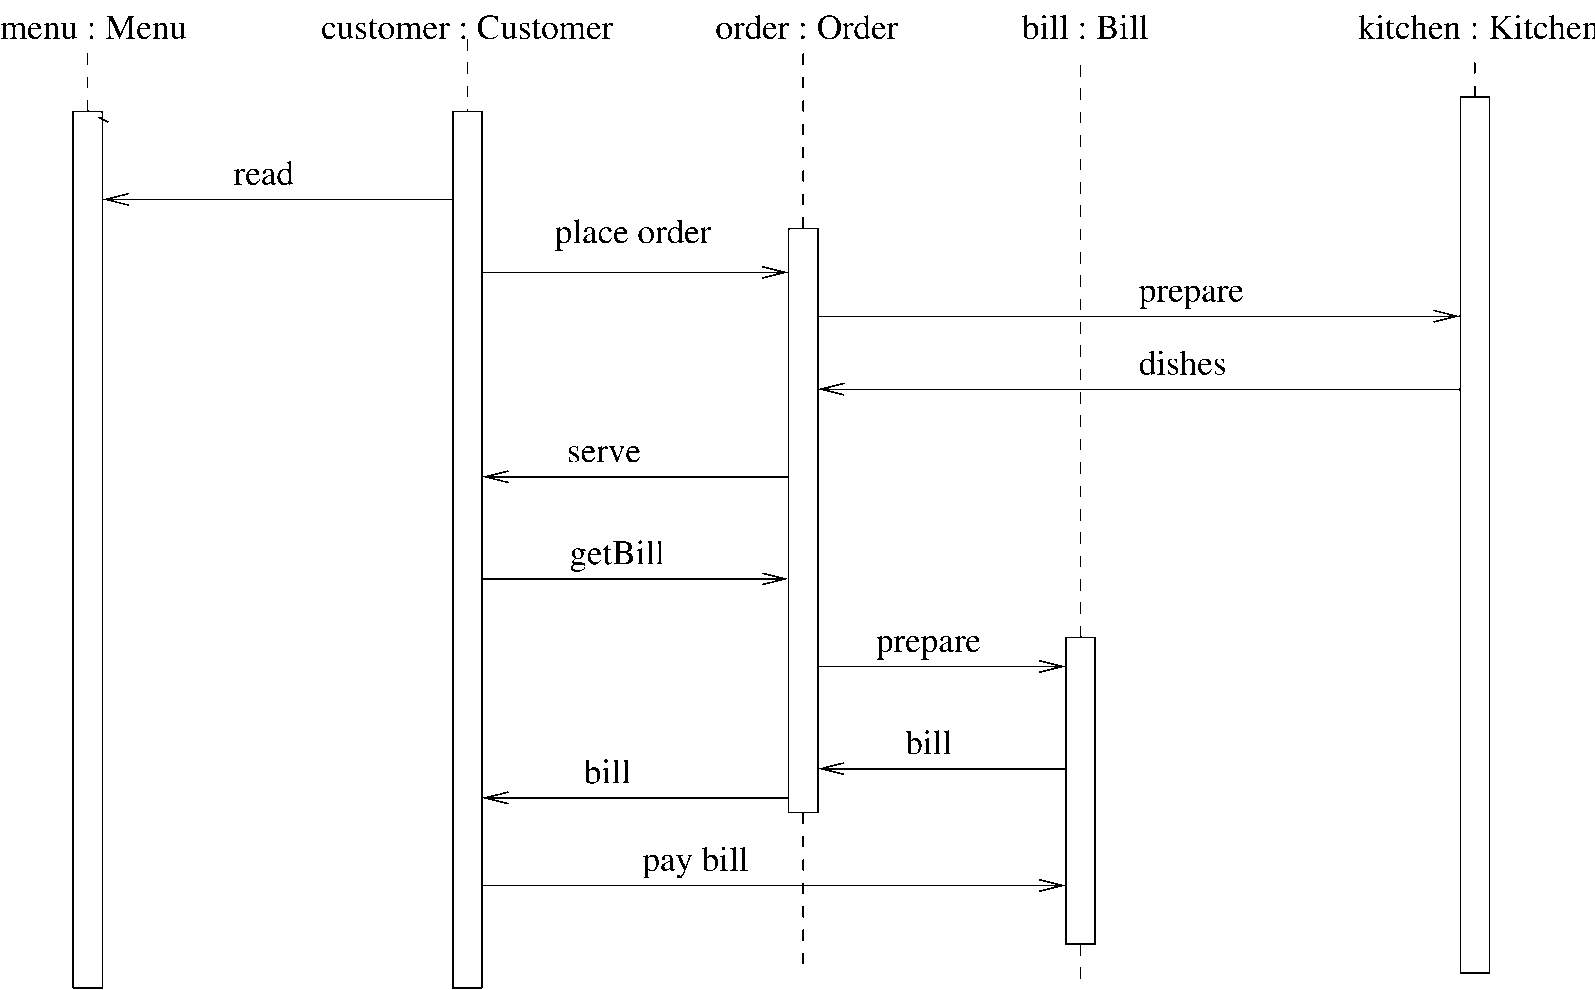 menu : Menu
customer : Customer
order : Order
bill : Bill
kitchen : Kitchen
read
place order
prepare
dishes
serve
getBill
prepare
bill
bill
pay bill